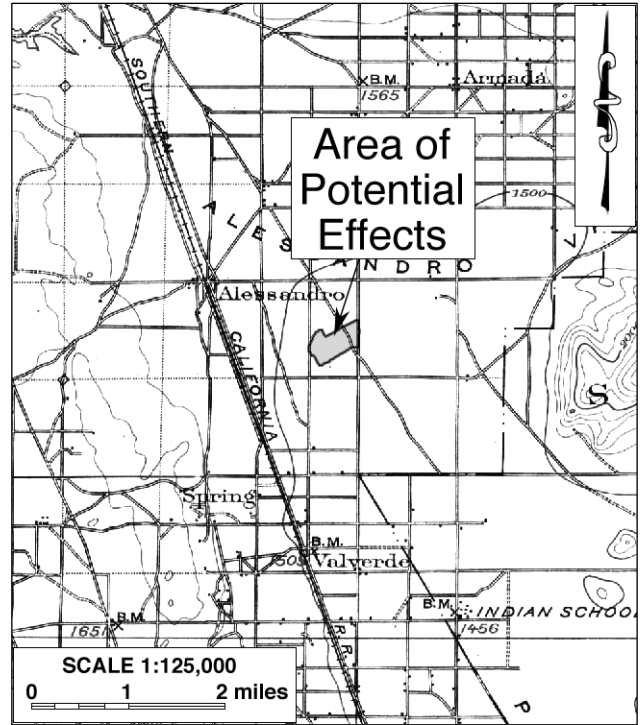 SOUTHERN
B.M.
1565
Armada
Area of
Potential
Effects
1500
ALESSANDRO
V
Alessandro
CALIFORNIA
S
Spring
B.M.
Valverde
B.M.
INDIAN SCHOOL
1456
B.M.
1651
R.R.
P
SCALE 1:125,000
0 1 2 miles